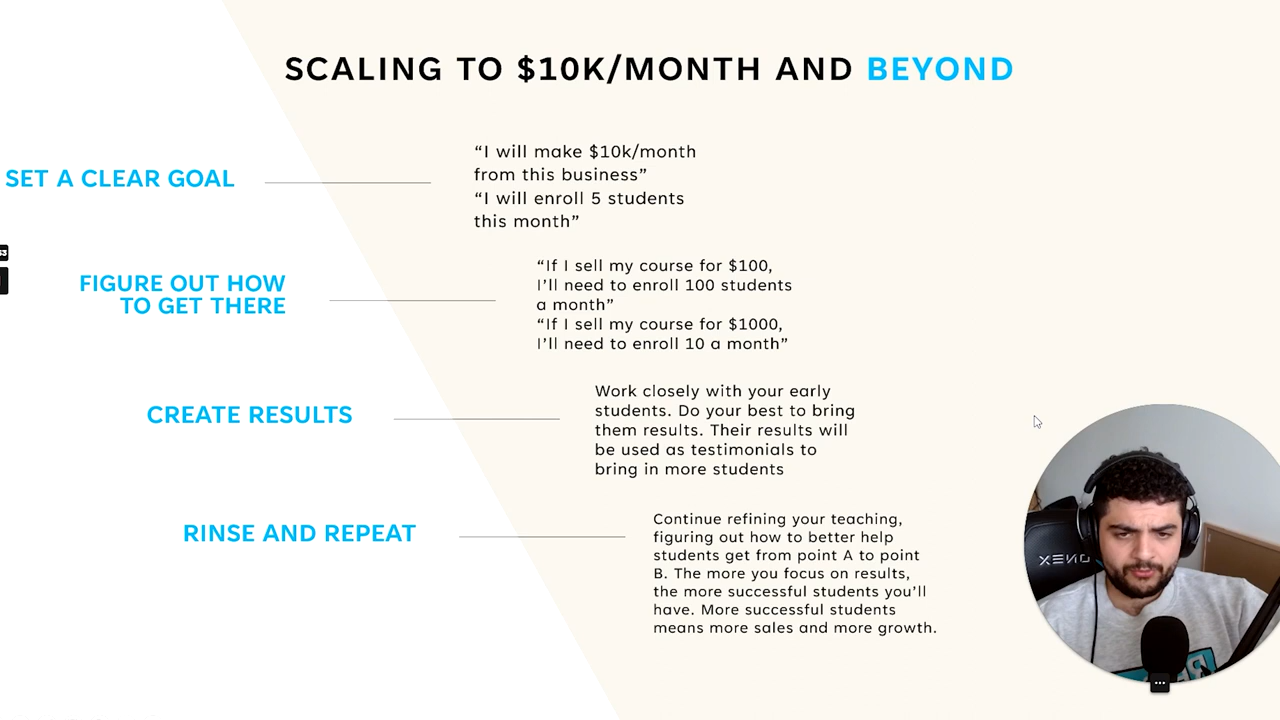 SCALING TO $10K/MONTH AND BEYOND
SET A CLEAR GOAL
“I will make $10k/month
from this business”
“I will enroll 5 students
this month”
FIGURE OUT HOW
TO GET THERE
“If I sell my course for $100,
I’ll need to enroll 100 students
a month”
“If I sell my course for $1000,
I’ll need to enroll 10 a month”
CREATE RESULTS
Work closely with your early
students. Do your best to bring
them results. Their results will
be used as testimonials to
bring in more students
RINSE AND REPEAT
Continue refining your teaching,
figuring out how to better help
students get from point A to point
B. The more you focus on results,
the more successful students you’ll
have. More successful students
means more sales and more growth.
XENO